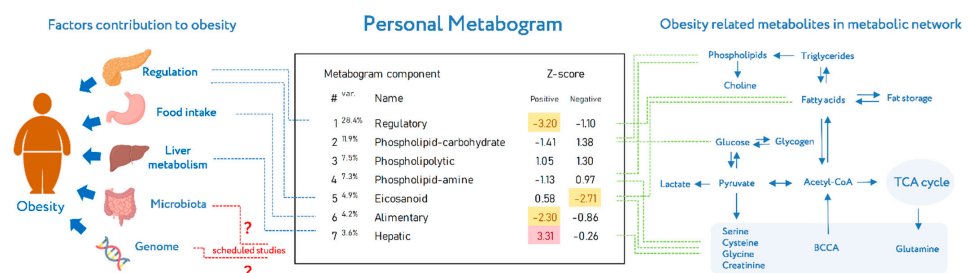 Factors contribution to obesity
Personal Metabogram
Obesity related metabolites in metabolic network
Regulation
Food intake
Liver
metabolism
Microbiota
Genome
Obesity
?
scheduled studies
?
Metabogram component Z-score
# var. Name Positive Negative
1 28.4% Regulatory -3.20 -1.10
2 11.9% Phospholipid-carbohydrate -1.41 1.38
3 7.5% Phospholipolytic 1.05 1.30
4 7.3% Phospholipid-amine -1.13 0.97
5 4.9% Eicosanoid 0.58 -2.71
6 4.2% Alimentary -2.30 -0.86
7 3.6% Hepatic 3.31 -0.26
Phospholipids Triglycerides
Choline
Fatty acids Fat storage
Glucose Glycogen
Lactate Pyruvate Acetyl-CoA TCA cycle
Serine
Cysteine
Glycine
Creatinine
BCCA
Glutamine